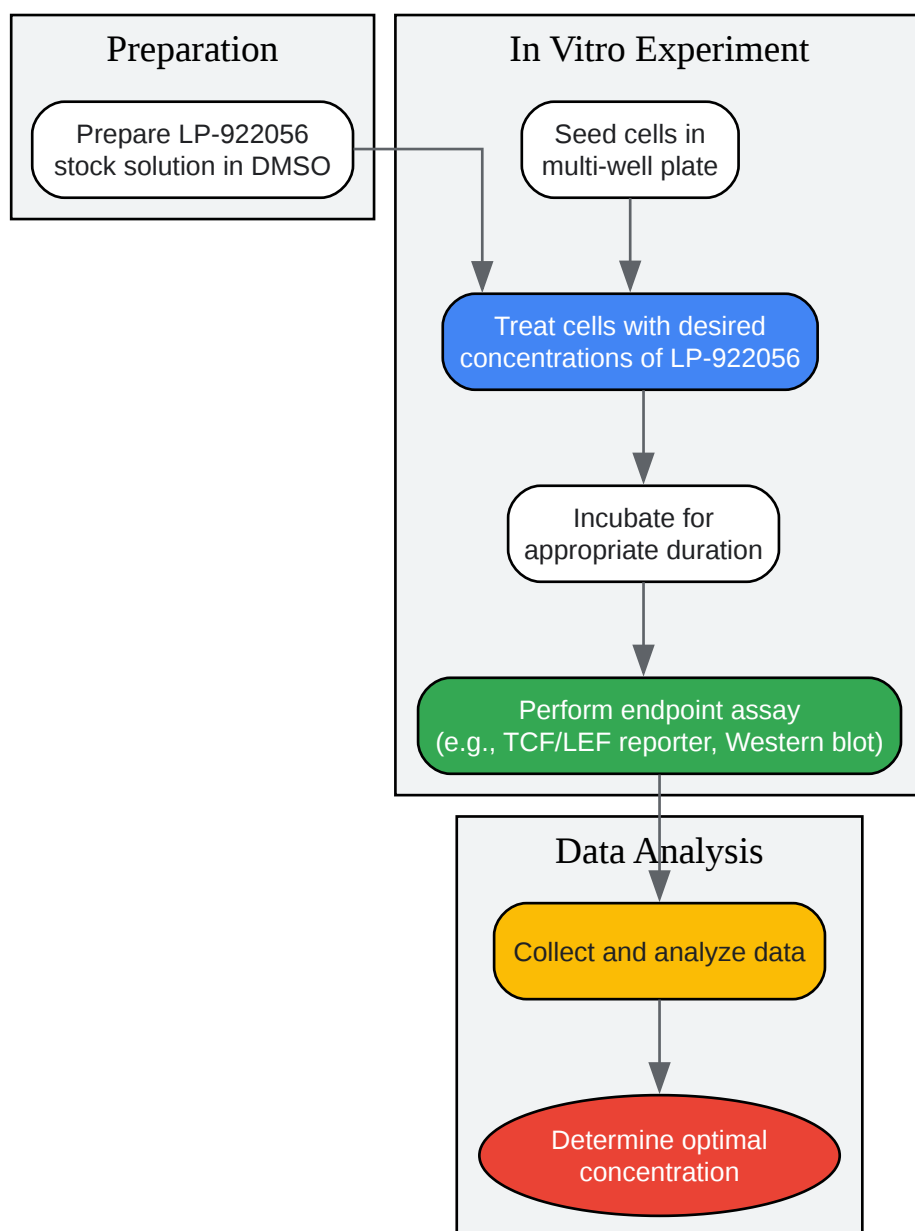 Preparation
Prepare LP-922056
stock solution in DMSO
In Vitro Experiment
Seed cells in
multi-well plate
Treat cells with desired
concentrations of LP-922056
Incubate for
appropriate duration
Perform endpoint assay
(e.g., TCF/LEF reporter, Western blot)
Data Analysis
Collect and analyze data
Determine optimal
concentration